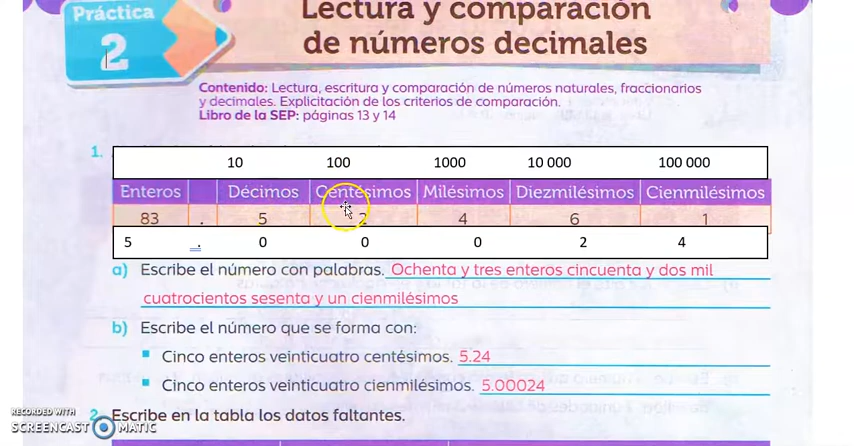 Práctica
2
Lectura y comparación
de números decimales
Contenido: Lectura, escritura y comparación de números naturales, fraccionarios
y decimales. Explicitación de los criterios de comparación.
Libro de la SEP: páginas 13 y 14
1.
10 100 1000 10 000 100 000
Enteros Décimos Centésimos Milésimos Diezmilésimos Cienmilésimos
83 . 5 2 4 6 1
5 . 0 0 0 2 4
a) Escribe el número con palabras. Ochenta y tres enteros cincuenta y dos mil
cuatrocientos sesenta y un cienmilésimos
b) Escribe el número que se forma con:
Cinco enteros veinticuatro centésimos. 5.24
Cinco enteros veinticuatro cienmilésimos. 5.00024
RECORDED WITH
SCREENCAST MATIC
2. Escribe en la tabla los datos faltantes.